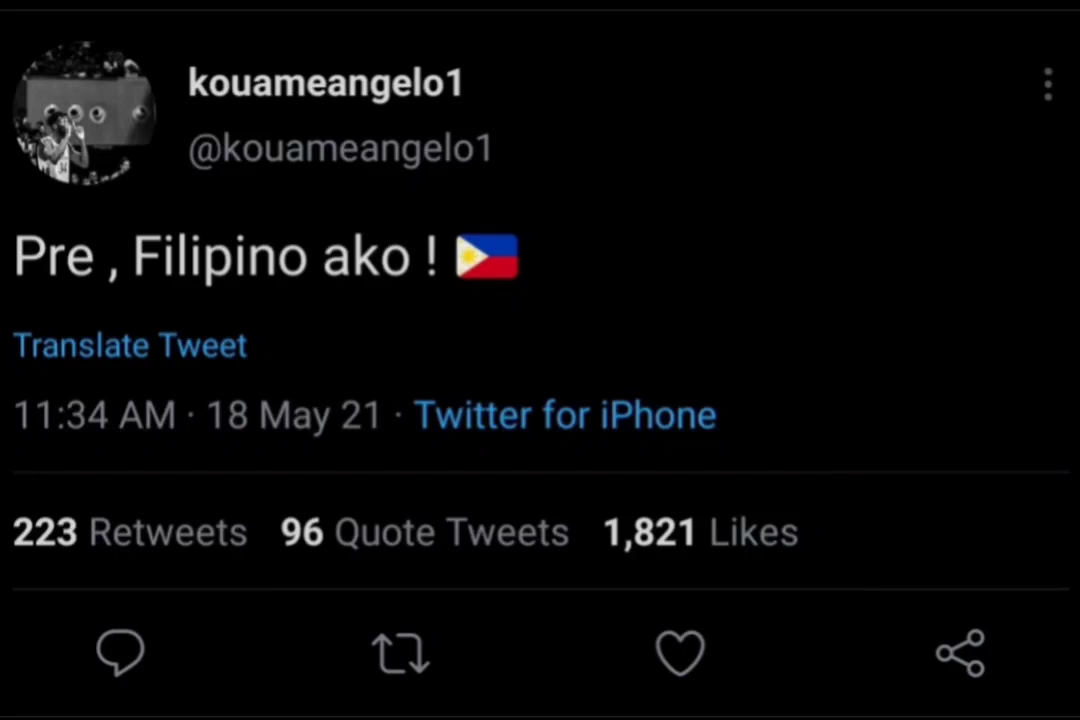 kouameangelo1
@kouameangelo1
Pre , Filipino ako ! 🇵🇭
Translate Tweet
11:34 AM · 18 May 21 · Twitter for iPhone
223 Retweets 96 Quote Tweets 1,821 Likes